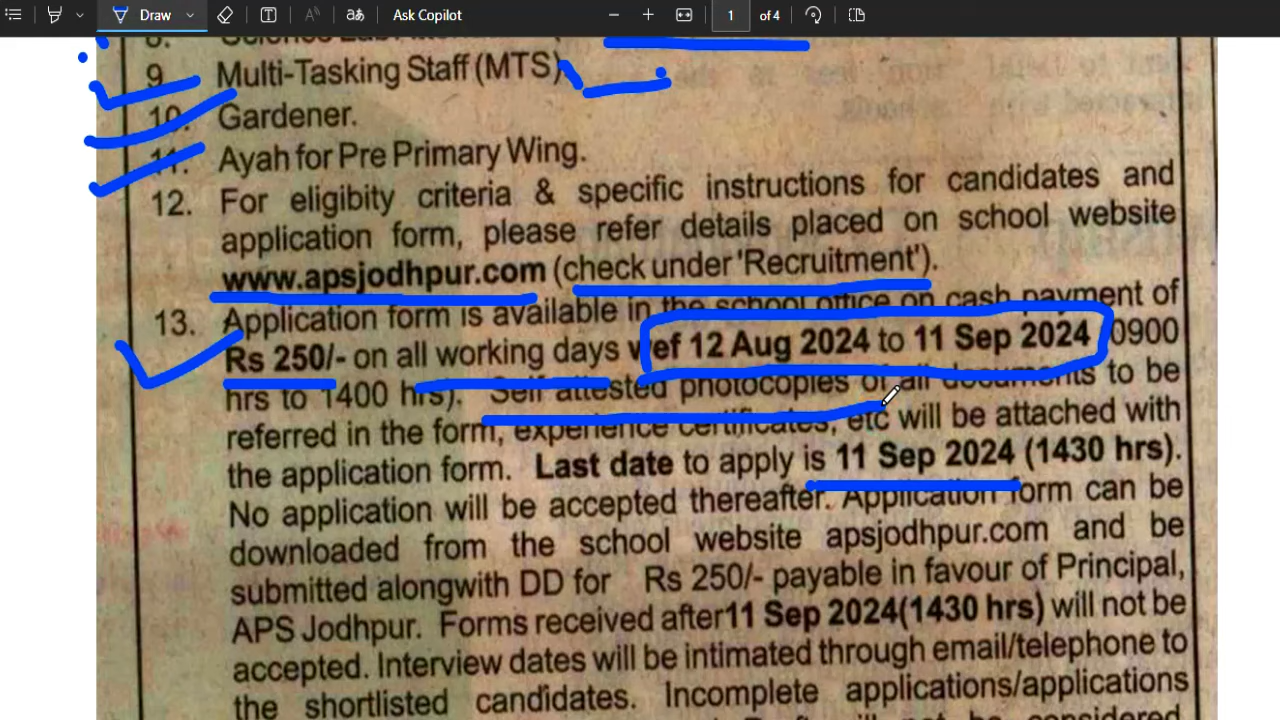 Draw
Ask Copilot
1 of 4
8. Science Lab
9 Multi-Tasking Staff (MTS)
10. Gardener.
11. Ayah for Pre Primary Wing.
12. For eligibity criteria & specific instructions for candidates and
application form, please refer details placed on school website
www.apsjodhpur.com (check under 'Recruitment').
13. Application form is available in the school office on cash payment of
Rs 250/- on all working days wef 12 Aug 2024 to 11 Sep 2024 (0900
hrs to 1400 hrs). Self attested photocopies of all documents to be
referred in the form, experience certificates, etc will be attached with
the application form. Last date to apply is 11 Sep 2024 (1430 hrs).
No application will be accepted thereafter. Application form can be
downloaded from the school website apsjodhpur.com and be
submitted alongwith DD for Rs 250/- payable in favour of Principal,
APS Jodhpur. Forms received after11 Sep 2024(1430 hrs) will not be
accepted. Interview dates will be intimated through email/telephone to
the shortlisted candidates. Incomplete applications/applications
will not be considered